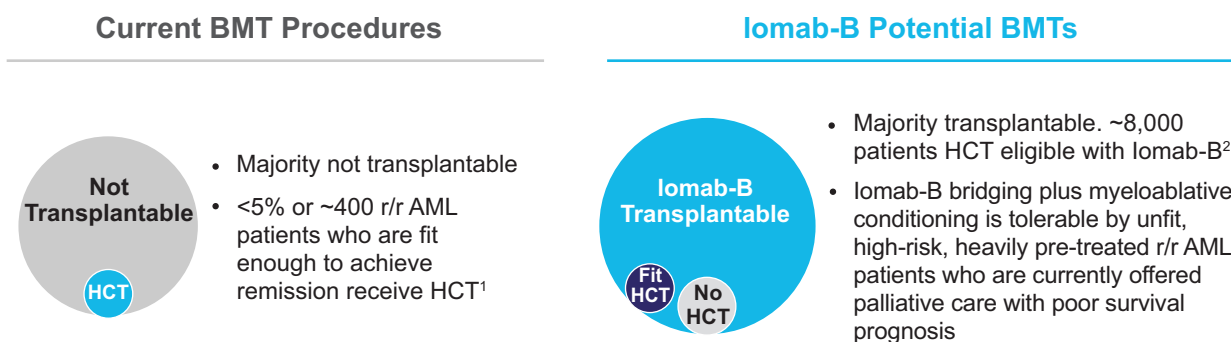 Current BMT Procedures
Not
Transplantable
HCT
• Majority not transplantable
• <5% or ~400 r/r AML
patients who are fit
enough to achieve
remission receive HCT¹
Iomab-B Potential BMTs
Iomab-B
Transplantable
Fit
HCT
No
HCT
• Majority transplantable. ~8,000
patients HCT eligible with Iomab-B²
• Iomab-B bridging plus myeloablative
conditioning is tolerable by unfit,
high-risk, heavily pre-treated r/r AML
patients who are currently offered
palliative care with poor survival
prognosis